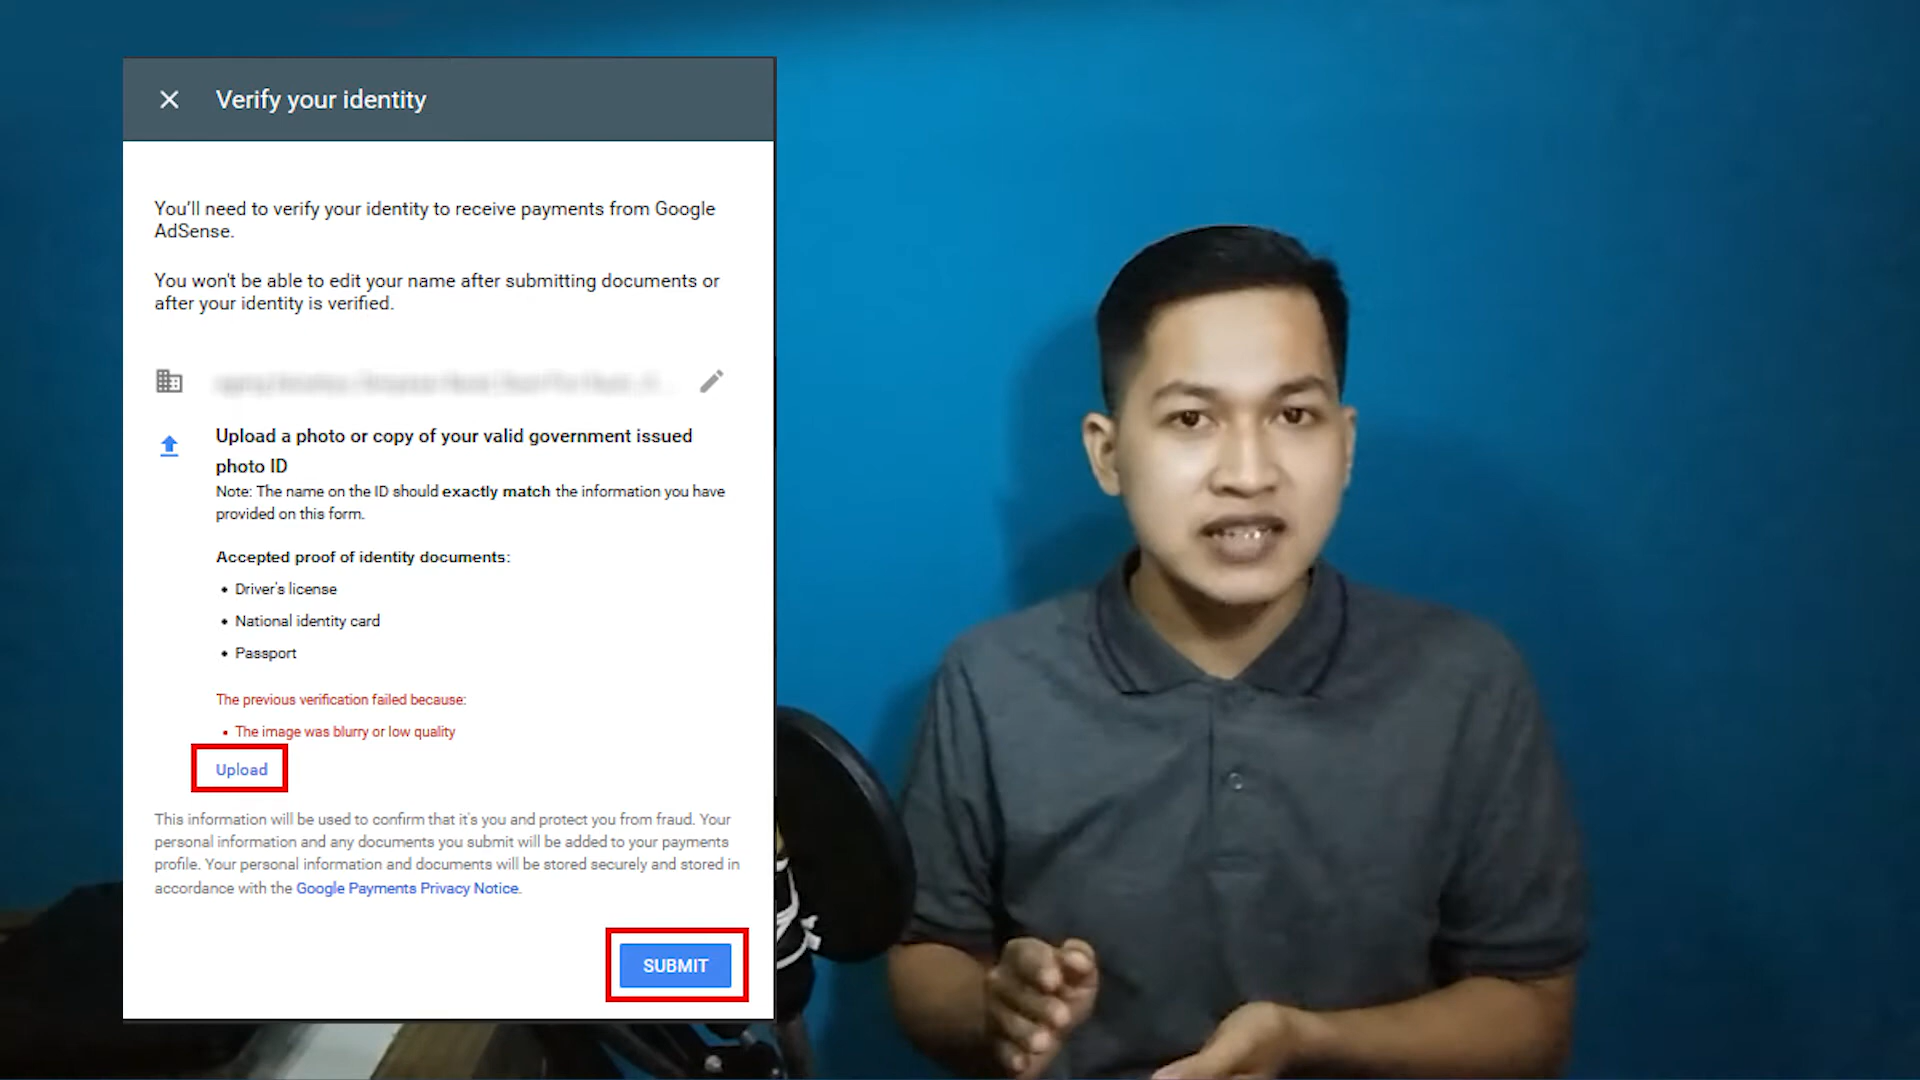 Verify your identity
You’ll need to verify your identity to receive payments from Google
AdSense.
You won't be able to edit your name after submitting documents or
after your identity is verified.
Upload a photo or copy of your valid government issued
photo ID
Note: The name on the ID should exactly match the information you have
provided on this form.
Accepted proof of identity documents:
• Driver's license
• National identity card
• Passport
The previous verification failed because:
• The image was blurry or low quality
Upload
This information will be used to confirm that it's you and protect you from fraud. Your
personal information and any documents you submit will be added to your payments
profile. Your personal information and documents will be stored securely and stored in
accordance with the Google Payments Privacy Notice.
SUBMIT